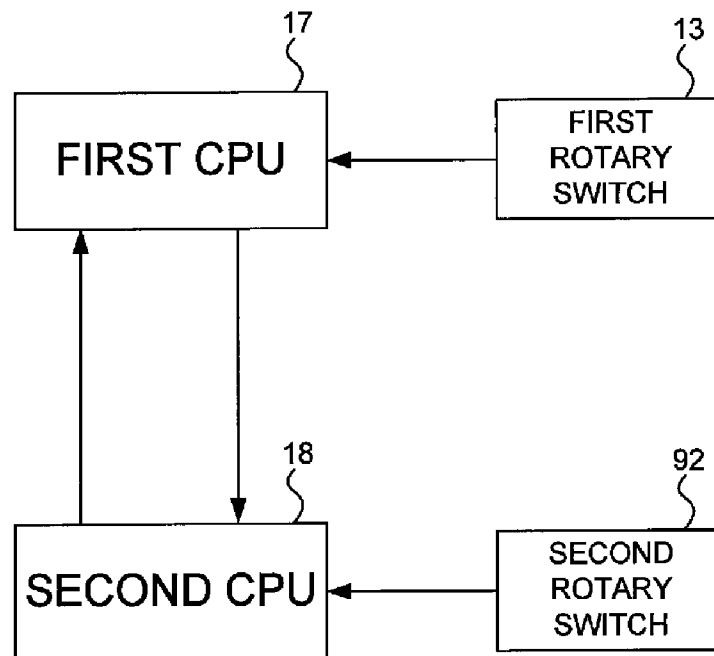 17
13
FIRST CPU
FIRST
ROTARY
SWITCH
18
92
SECOND CPU
SECOND
ROTARY
SWITCH